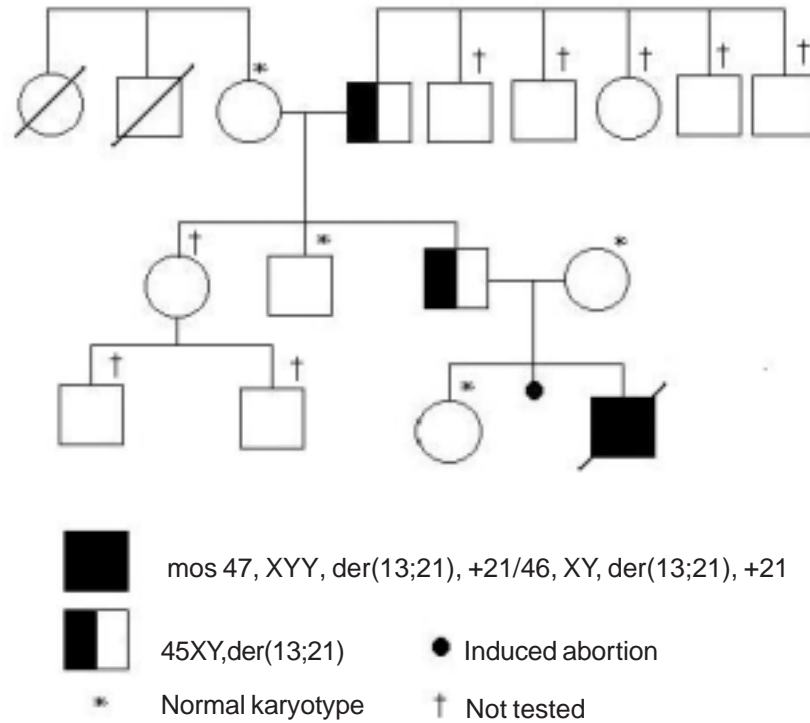 *
†
†
†
†
†
†
*
*
†
†
*
mos 47, XYY, der(13;21), +21/46, XY, der(13;21), +21
45XY,der(13;21)
Induced abortion
* Normal karyotype
† Not tested